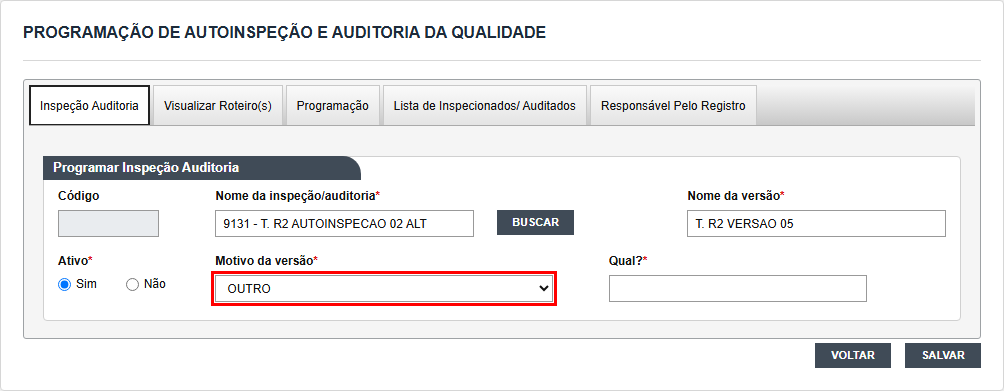 PROGRAMAÇÃO DE AUTOINSPEÇÃO E AUDITORIA DA QUALIDADE
Inspeção Auditoria Visualizar Roteiro(s) Programação Lista de Inspecionados/ Auditados Responsável Pelo Registro
Programar Inspeção Auditoria
Código Nome da inspeção/auditoria* Nome da versão*
9131 - T. R2 AUTOINSPECAO 02 ALT BUSCAR T. R2 VERSAO 05
Ativo* Motivo da versão* Qual?*
Sim Não OUTRO
VOLTAR SALVAR